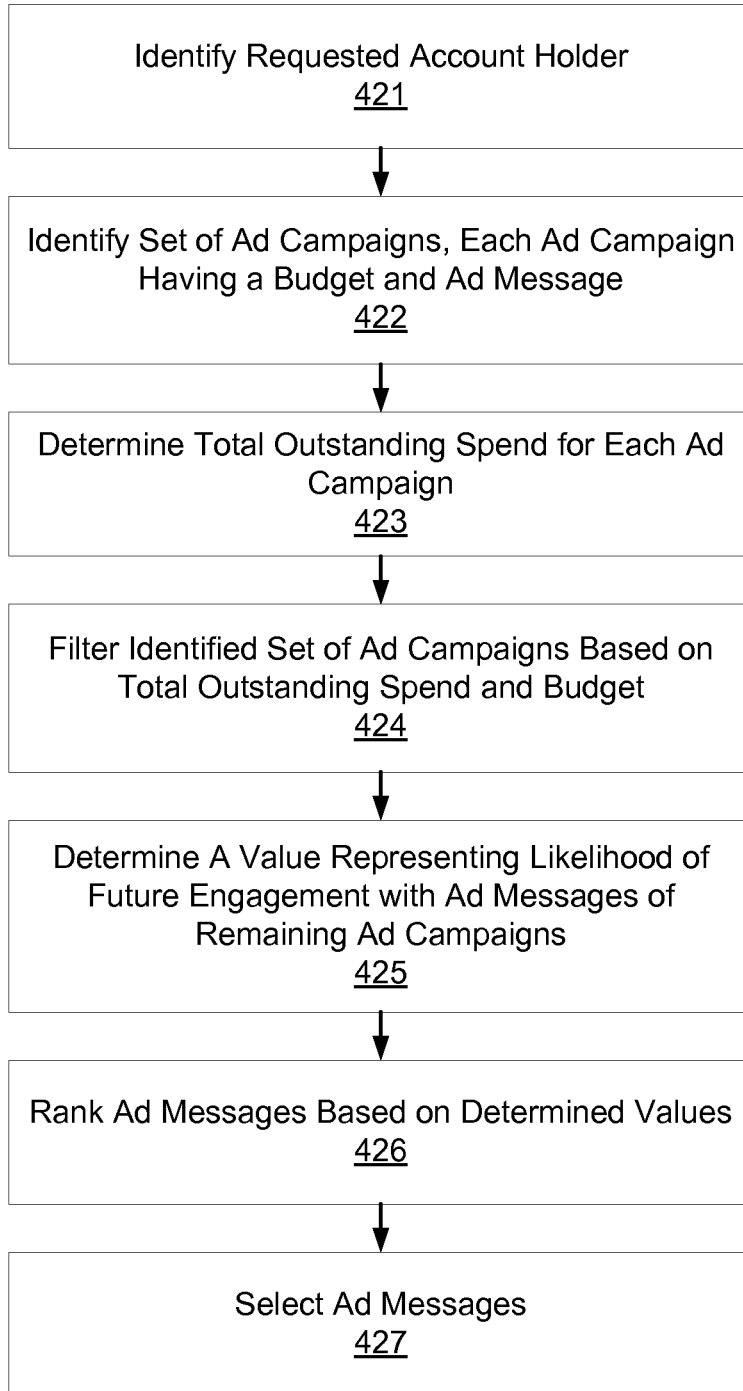 Identify Requested Account Holder
421
Identify Set of Ad Campaigns, Each Ad Campaign
Having a Budget and Ad Message
422
Determine Total Outstanding Spend for Each Ad
Campaign
423
Filter Identified Set of Ad Campaigns Based on
Total Outstanding Spend and Budget
424
Determine A Value Representing Likelihood of
Future Engagement with Ad Messages of
Remaining Ad Campaigns
425
Rank Ad Messages Based on Determined Values
426
Select Ad Messages
427